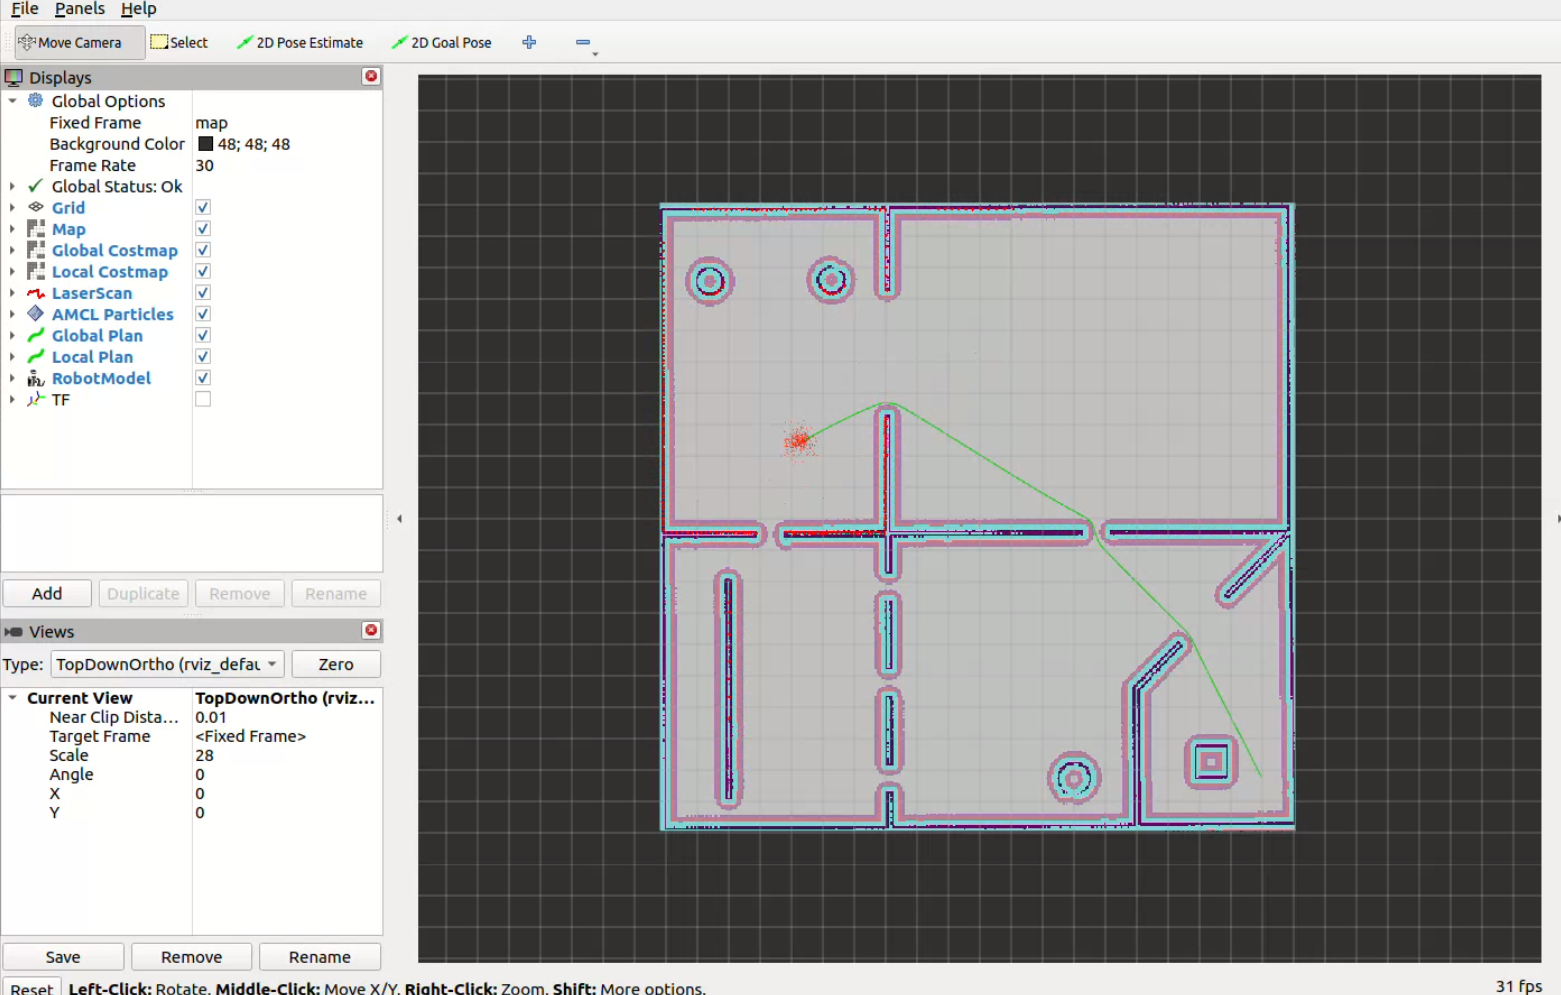 File Panels Help
Move Camera Select 2D Pose Estimate 2D Goal Pose
Displays
Global Options
Fixed Frame map
Background Color 48; 48; 48
Frame Rate 30
Global Status: Ok
Grid
Map
Global Costmap
Local Costmap
LaserScan
AMCL Particles
Global Plan
Local Plan
RobotModel
TF
Add Duplicate Remove Rename
Views
Type: TopDownOrtho (rviz_defau Zero
Current View TopDownOrtho (rviz...
Near Clip Dista... 0.01
Target Frame <Fixed Frame>
Scale 28
Angle 0
X 0
Y 0
Save Remove Rename
Reset Left-Click: Rotate. Middle-Click: Move X/Y. Right-Click: Zoom. Shift: More options. 31 fps